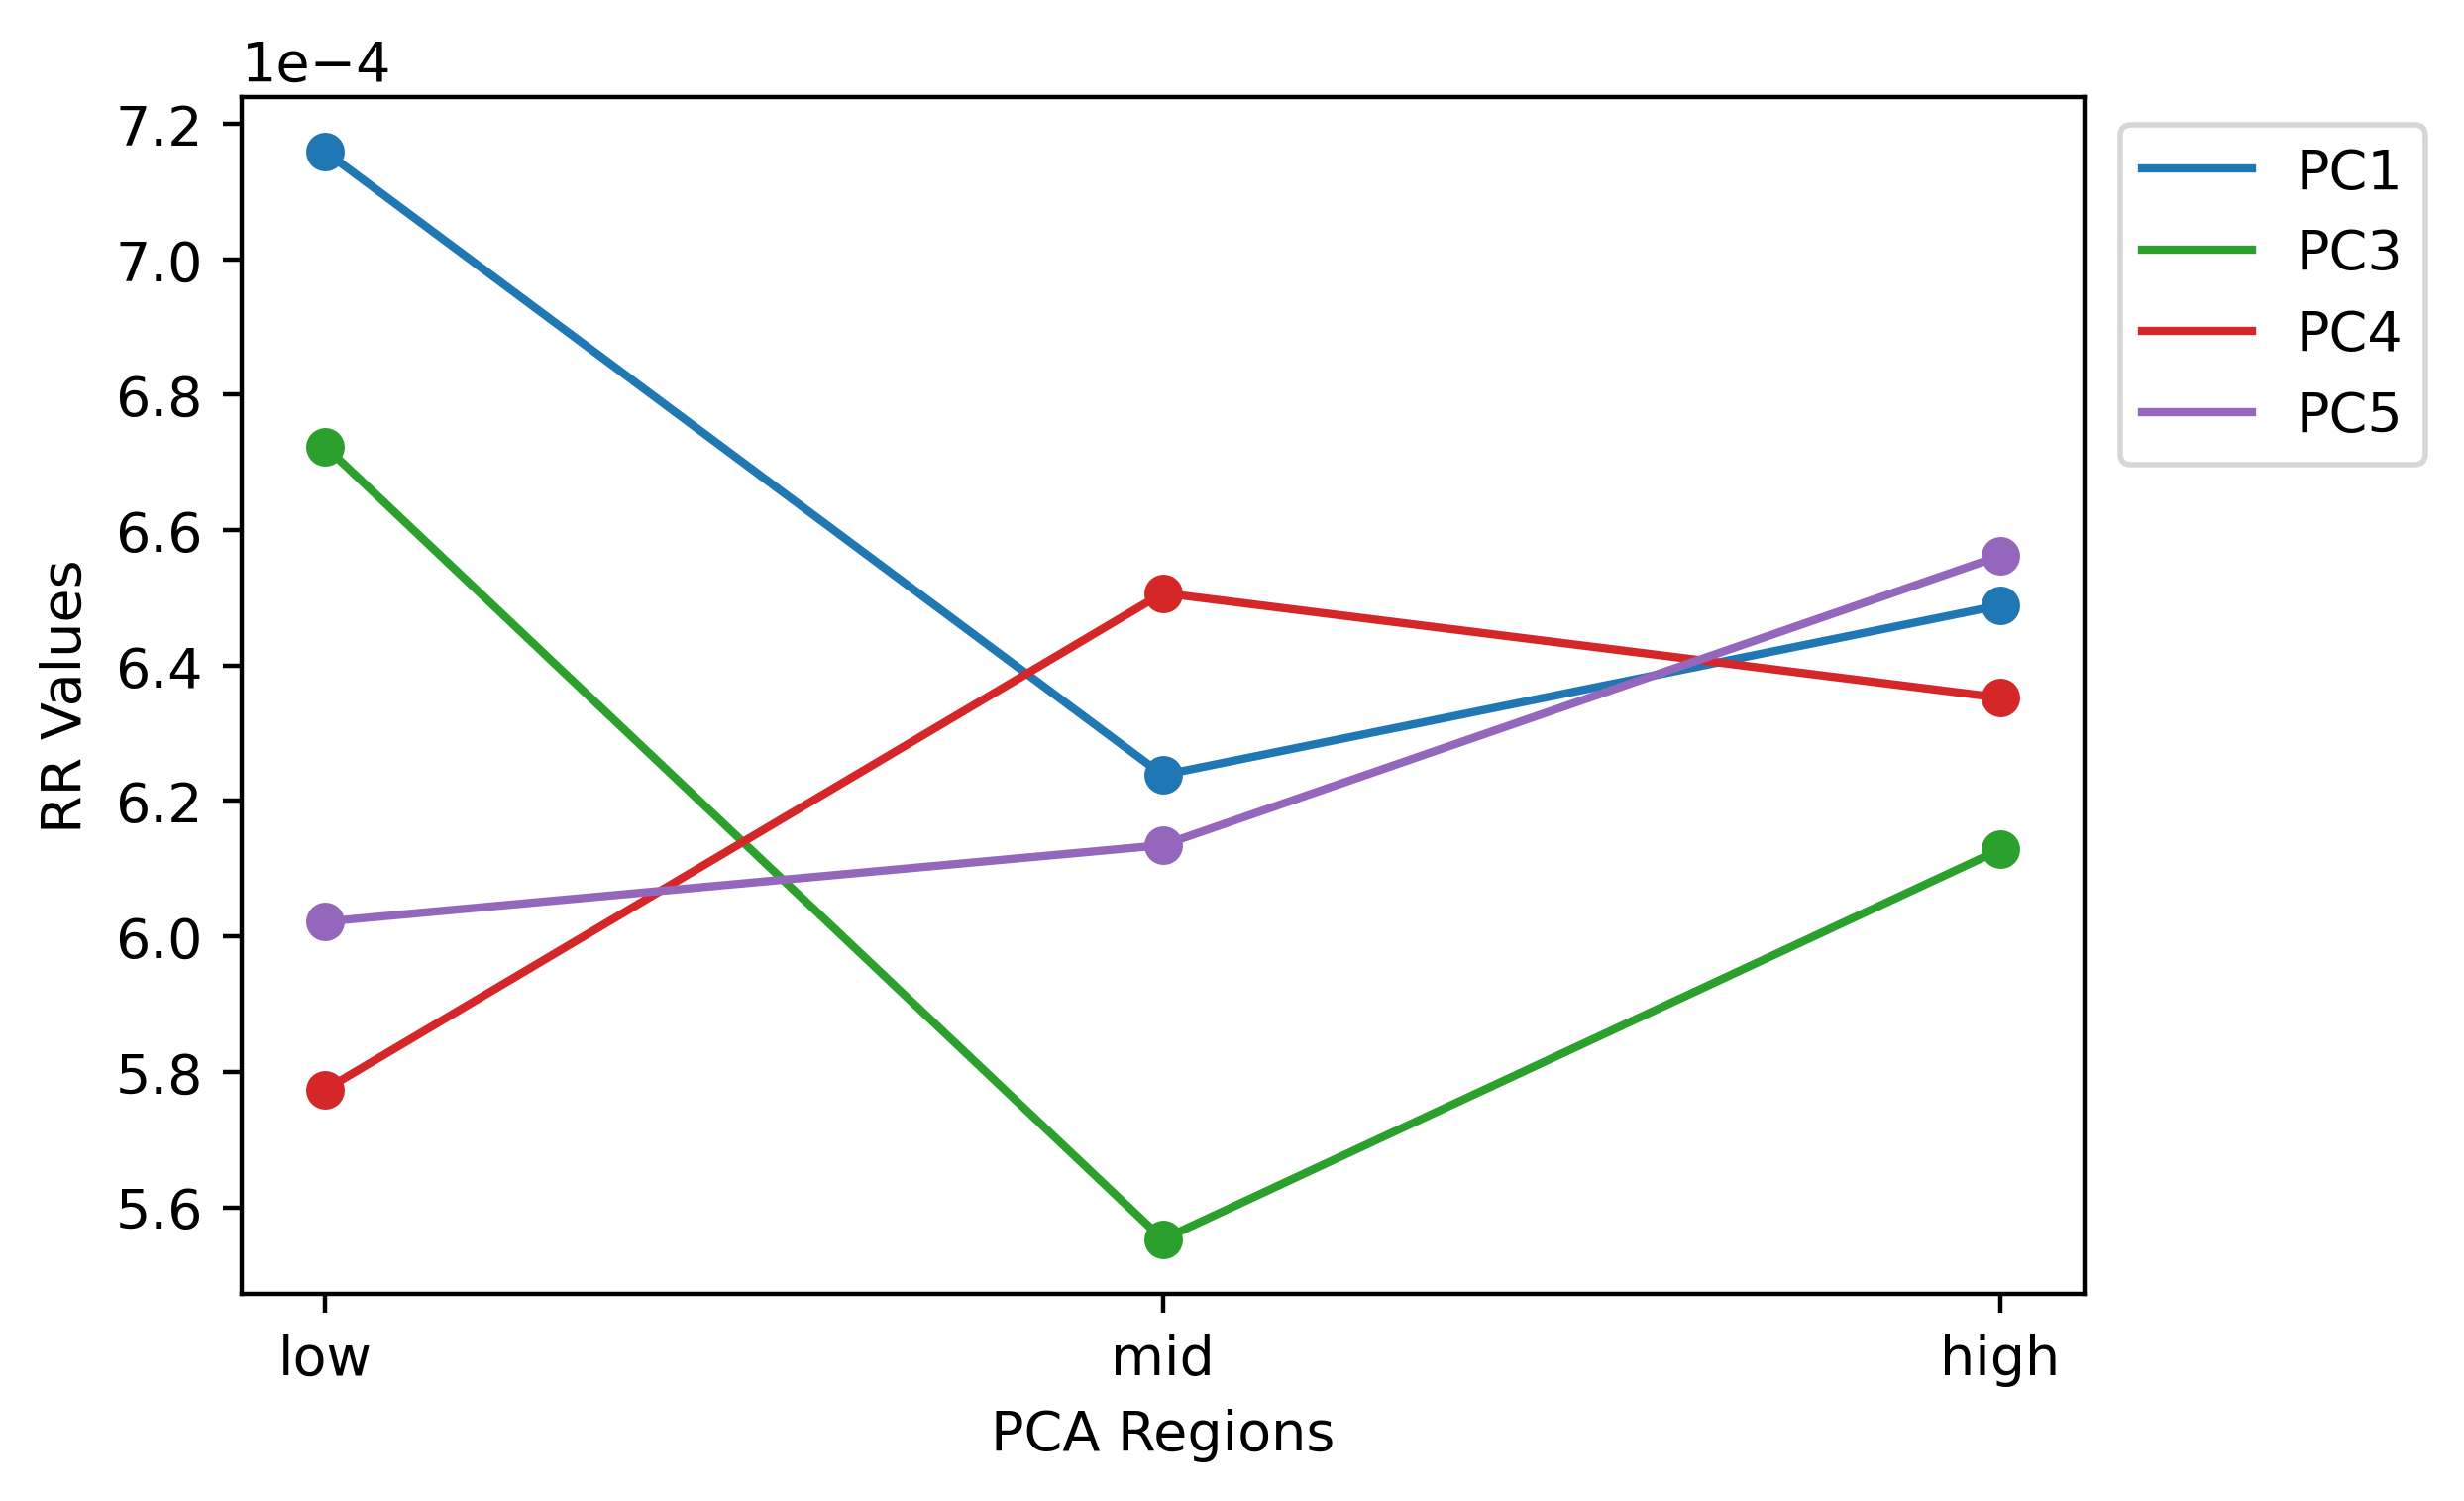 1e−4
7.2
7.0
6.8
6.6
6.4
6.2
6.0
5.8
5.6
RR Values
low mid high
PCA Regions
PC1
PC3
PC4
PC5